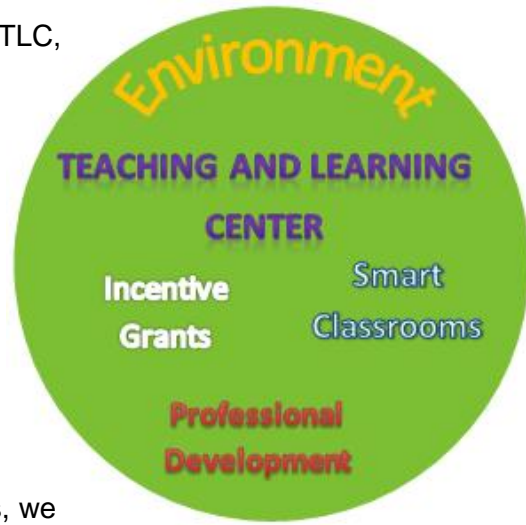 TLC,
Environment
TEACHING AND LEARNING
CENTER
Incentive
Grants
Smart
Classrooms
Professional
Development
, we